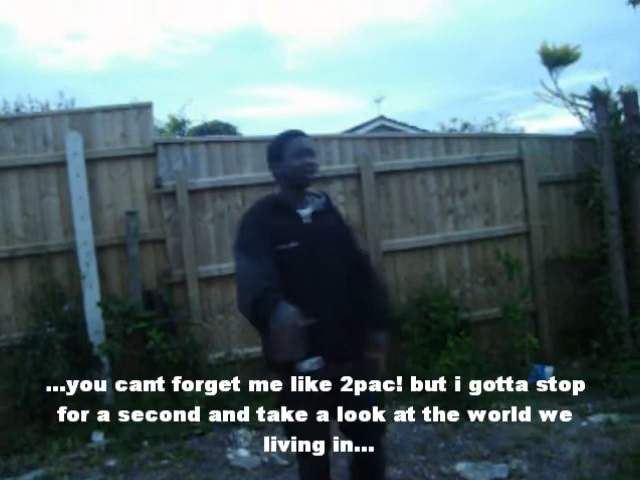 ...you cant forget me like 2pac! but i gotta stop
for a second and take a look at the world we
living in...